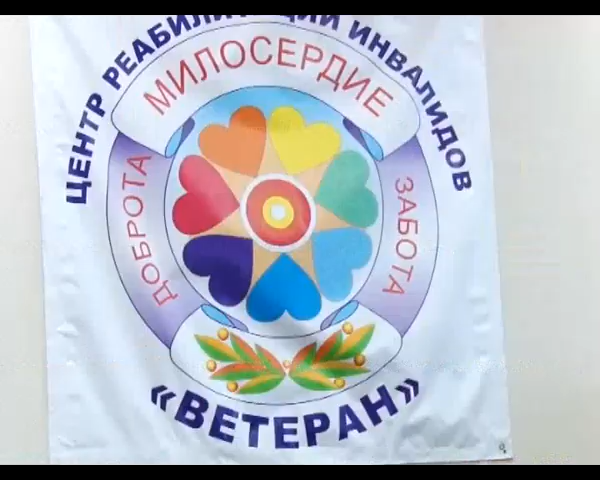 ЦЕНТР РЕАБИЛИТАЦИИ ИНВАЛИДОВ
МИЛОСЕРДИЕ
ДОБРОТА
ЗАБОТА
«ВЕТЕРАН»